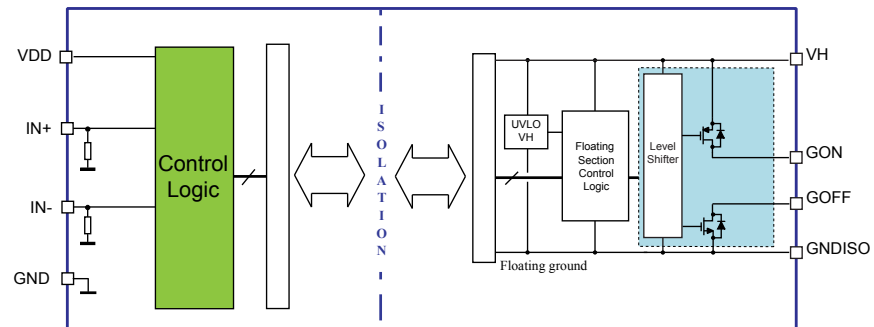 VDD
IN+
IN-
GND
Control
Logic
ISOLATION
UVLO
VH
Floating
Section
Control
Logic
Level
Shifter
Floating ground
VH
GON
GOFF
GNDISO